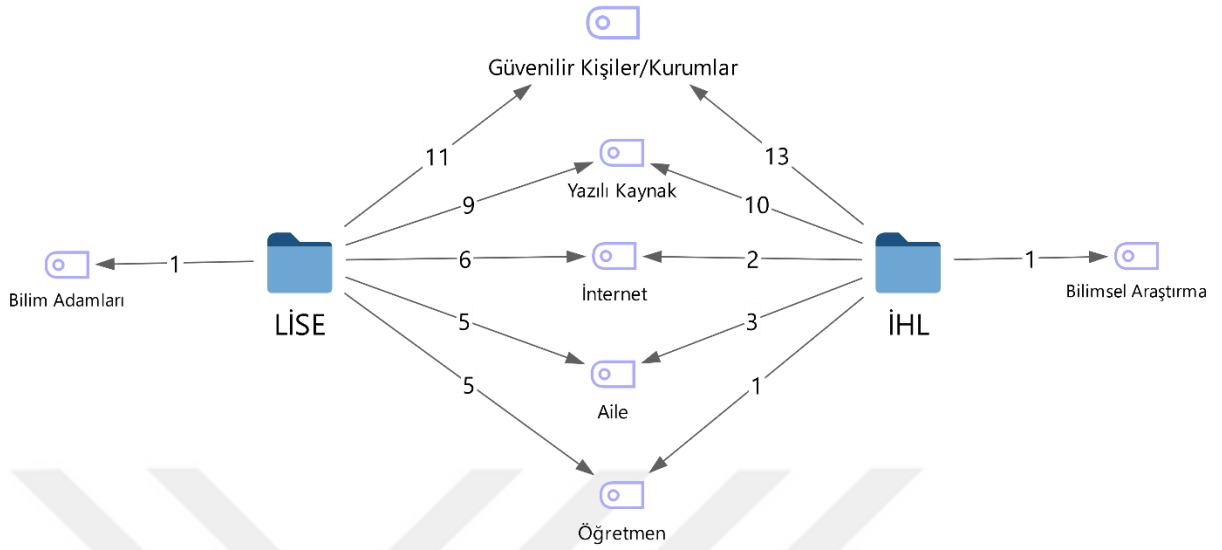 Güvenilir Kişiler/Kurumlar
11
13
Yazılı Kaynak
9
10
1
6
2
1
Bilim Adamları
LİSE
İnternet
İHL
Bilimsel Araştırma
5
3
Aile
5
1
Öğretmen